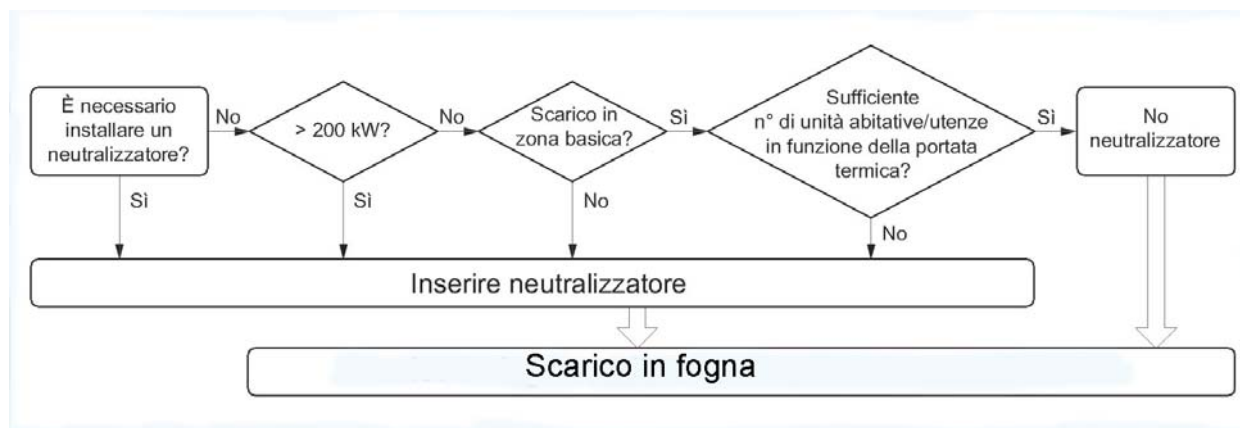 È necessario
installare un
neutralizzatore?
No
> 200 kW?
No
Scarico in
zona basica?
Sì
Sufficiente
n° di unità abitative/utenze
in funzione della portata
termica?
Sì
No
neutralizzatore
Sì
Sì
No
No
Inserire neutralizzatore
Scarico in fogna